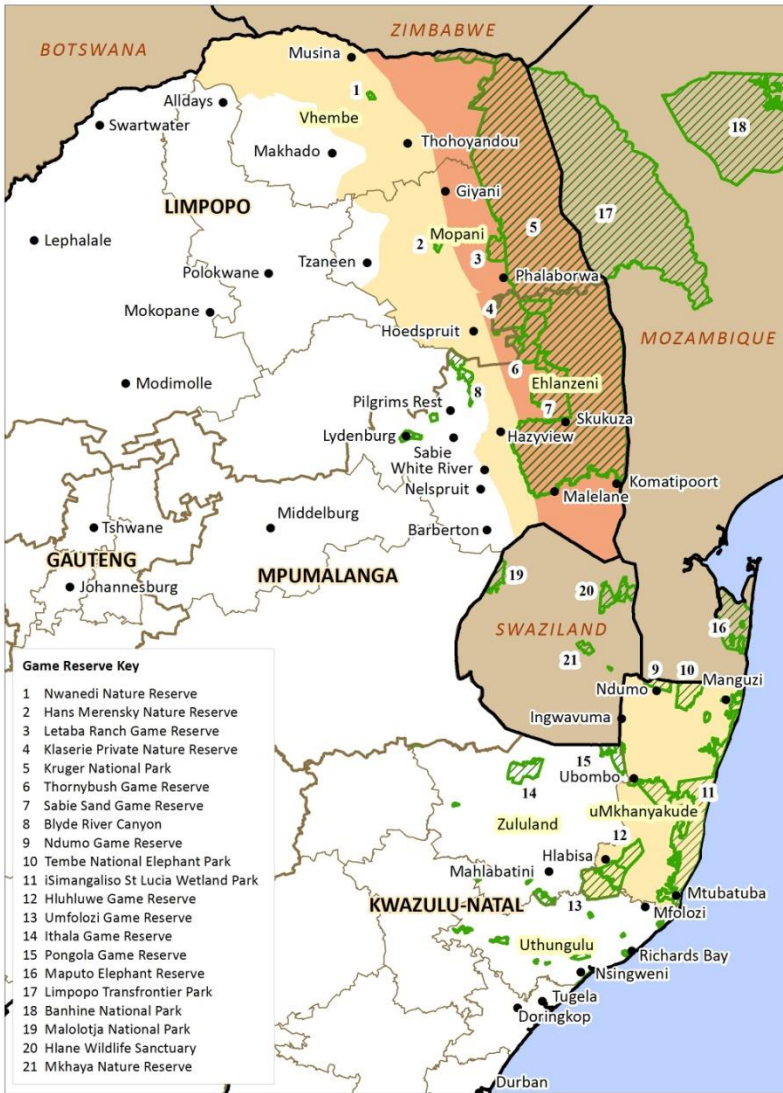 ZIMBABWE
BOTSWANA
Musina
1
Alldays
Vhembe
18
Swartwater
Thohoyandou
Makhado
Giyani
17
LIMPOPO
5
Mopani
Lephalale
2
3
Tzaneen
Polokwane
Phalaborwa
4
Mokopane
Hoedspruit
MOZAMBIQUE
6
Modimolle
8
Ehlanzeni
Pilgrims Rest
7
Skukuza
Lydenburg
Hazyview
Sabie
White River
Komatipoort
Nelspruit
Malelane
Tshwane
Middelburg
Barberton
GAUTENG
MPUMALANGA
19
Johannesburg
20
16
SWAZILAND
21
9
10
Ndumo
Manguzi
Ingwavuma
15
Ubombo
14
11
uMkhanyakude
Zululand
12
Hlabisa
Mahlabatini
Mtubatuba
KWAZULU-NATAL
13
Mfolozi
Uthungulu
Richards Bay
Nsingweni
Tugela
Doringkop
Durban
Game Reserve Key
1 Nwanedi Nature Reserve
2 Hans Merensky Nature Reserve
3 Letaba Ranch Game Reserve
4 Klaserie Private Nature Reserve
5 Kruger National Park
6 Thornybush Game Reserve
7 Sabie Sand Game Reserve
8 Blyde River Canyon
9 Ndumo Game Reserve
10 Tembe National Elephant Park
11 iSimangaliso St Lucia Wetland Park
12 Hluhluwe Game Reserve
13 Umfolozi Game Reserve
14 Ithala Game Reserve
15 Pongola Game Reserve
16 Maputo Elephant Reserve
17 Limpopo Transfrontier Park
18 Banhine National Park
19 Malolotja National Park
20 Hlane Wildlife Sanctuary
21 Mkhaya Nature Reserve